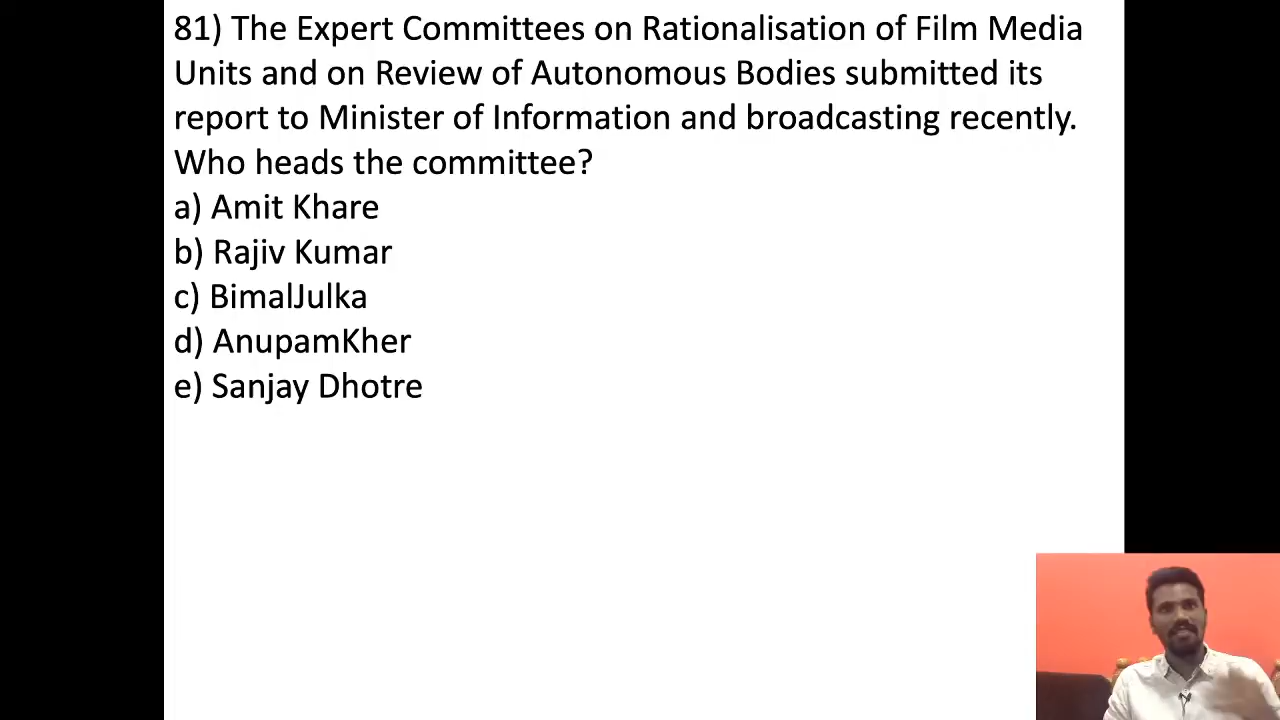 81) The Expert Committees on Rationalisation of Film Media
Units and on Review of Autonomous Bodies submitted its
report to Minister of Information and broadcasting recently.
Who heads the committee?
a) Amit Khare
b) Rajiv Kumar
c) BimalJulka
d) AnupamKher
e) Sanjay Dhotre